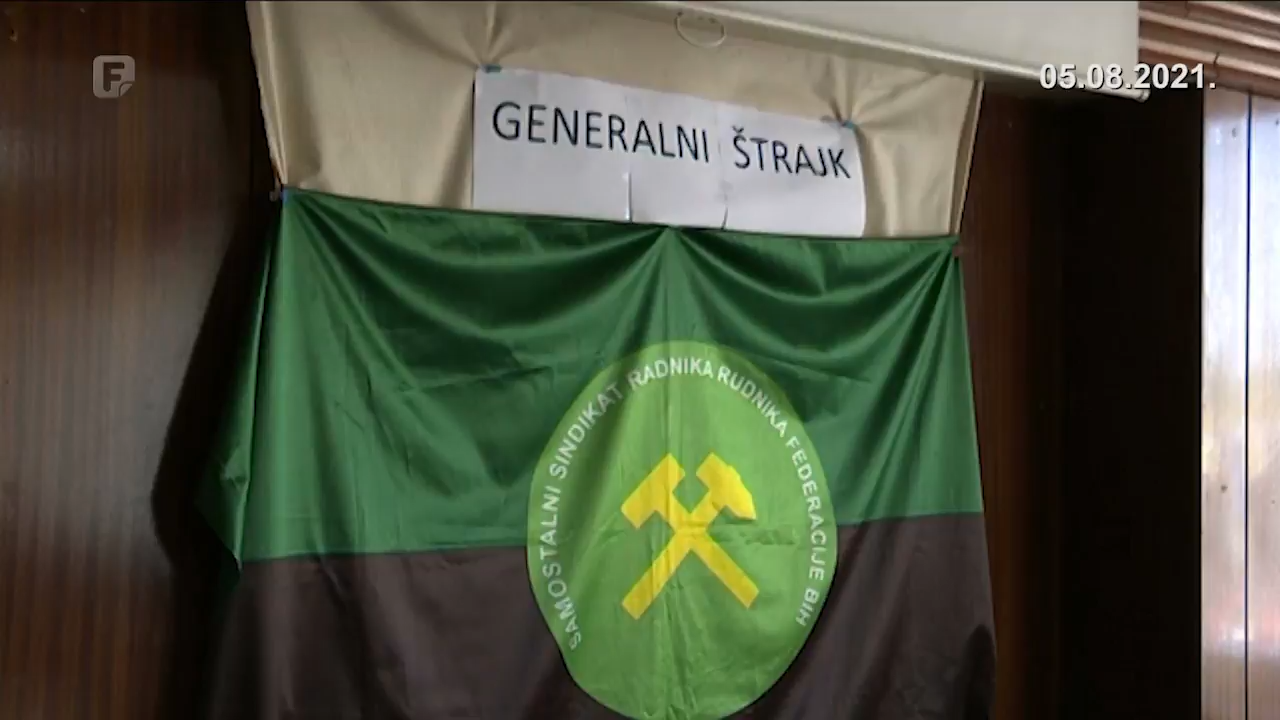 F
05.08.2021.
GENERALNI ŠTRAJK
SAMOSTALNI SINDIKAT RADNIKA RUDNIKA FEDERACIJE BIH